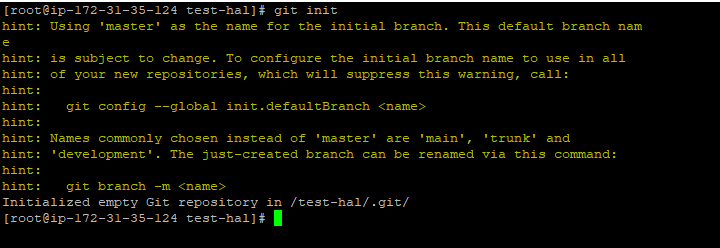 [root@ip-172-31-35-124 test-hal]# git init
hint: Using 'master' as the name for the initial branch. This default branch nam
e
hint: is subject to change. To configure the initial branch name to use in all
hint: of your new repositories, which will suppress this warning, call:
hint:
hint:   git config --global init.defaultBranch <name>
hint:
hint: Names commonly chosen instead of 'master' are 'main', 'trunk' and
hint: 'development'. The just-created branch can be renamed via this command:
hint:
hint:   git branch -m <name>
Initialized empty Git repository in /test-hal/.git/
[root@ip-172-31-35-124 test-hal]#